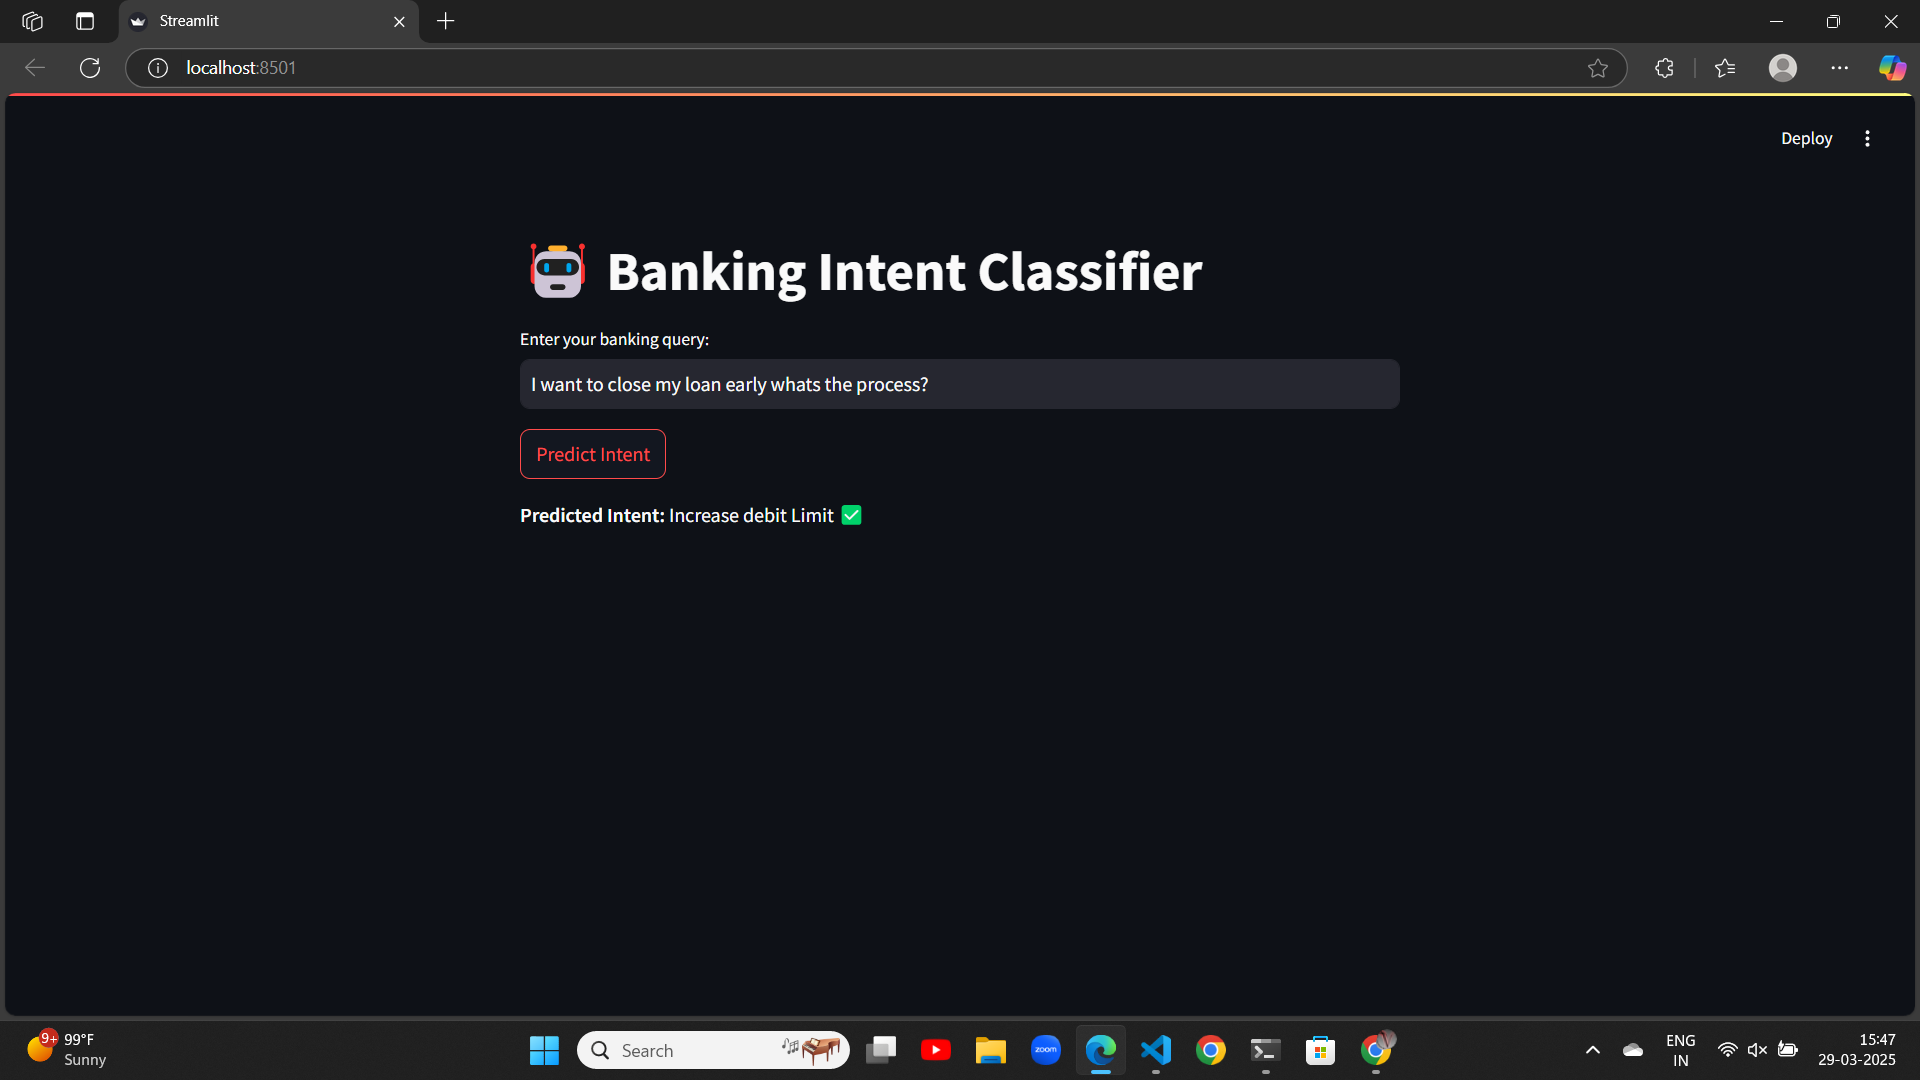 Streamlit
localhost:8501
Deploy
Banking Intent Classifier
Enter your banking query:
I want to close my loan early whats the process?
Predict Intent
Predicted Intent: Increase debit Limit
9+
99°F
Sunny
Search
zoom
ENG
IN
15:47
29-03-2025